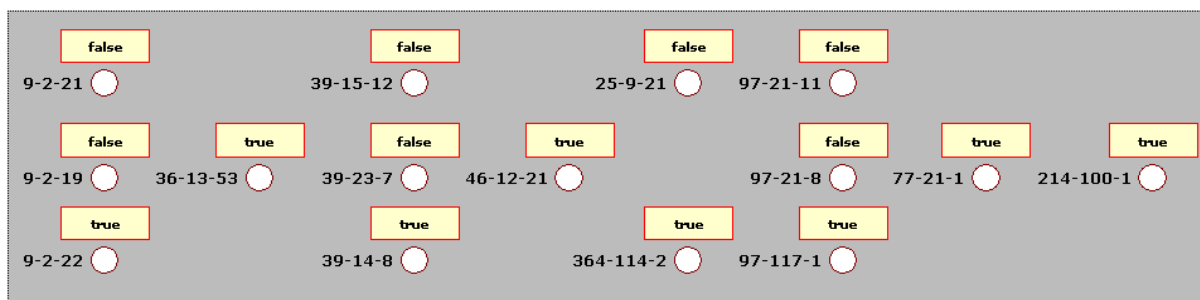 false false false false
9-2-21 39-15-12 25-9-21 97-21-11
false true false true false true true
9-2-19 36-13-53 39-23-7 46-12-21 97-21-8 77-21-1 214-100-1
true true true true
9-2-22 39-14-8 364-114-2 97-117-1